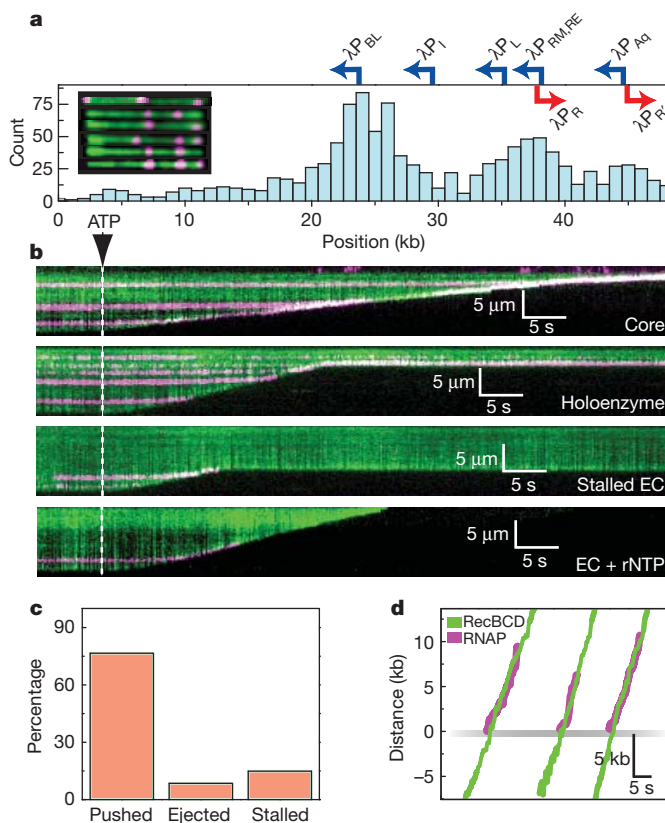 a
λP_BL λP_I λP_L λP_RM,RE λP_Aq
λP_R λP_R'
75
50
25
0
Count
0 10 20 30 40
ATP
Position (kb)
b
5 μm
5 s
Core
5 μm
5 s
Holoenzyme
5 μm
5 s
Stalled EC
5 μm
5 s
EC + rNTP
c
90
60
30
15
0
Percentage
Pushed Ejected Stalled
d
RecBCD
RNAP
10
5
0
−5
Distance (kb)
5 kb
5 s